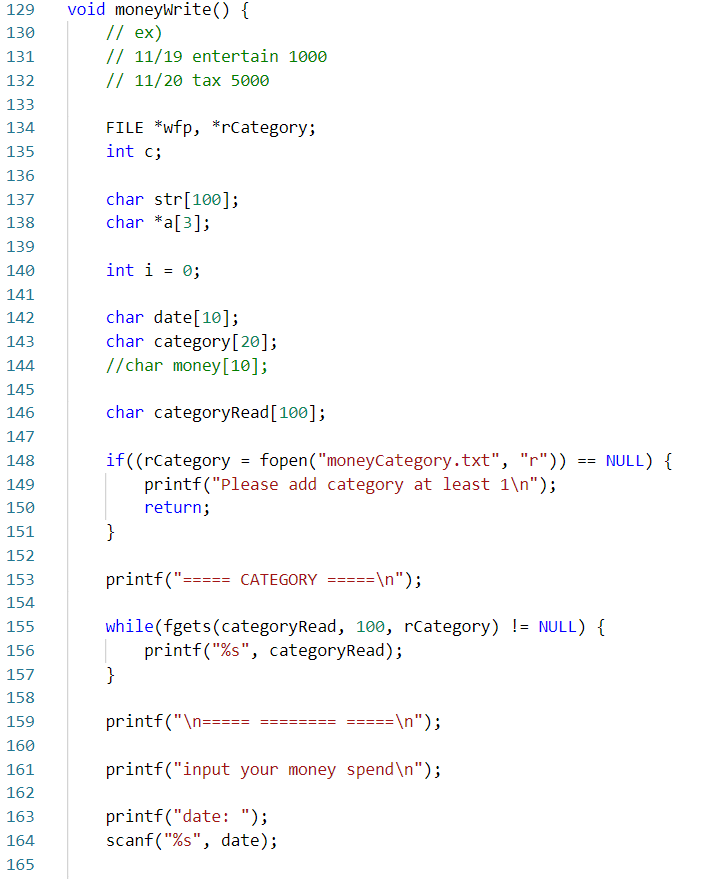 129 void moneyWrite() {
130 // ex)
131 // 11/19 entertain 1000
132 // 11/20 tax 5000
133
134 FILE *wfp, *rCategory;
135 int c;
136
137 char str[100];
138 char *a[3];
139
140 int i = 0;
141
142 char date[10];
143 char category[20];
144 //char money[10];
145
146 char categoryRead[100];
147
148 if((rCategory = fopen("moneyCategory.txt", "r")) == NULL) {
149 printf("Please add category at least 1\n");
150 return;
151 }
152
153 printf("===== CATEGORY =====\n");
154
155 while(fgets(categoryRead, 100, rCategory) != NULL) {
156 printf("%s", categoryRead);
157 }
158
159 printf("\n===== ======== =====\n");
160
161 printf("input your money spend\n");
162
163 printf("date: ");
164 scanf("%s", date);
165